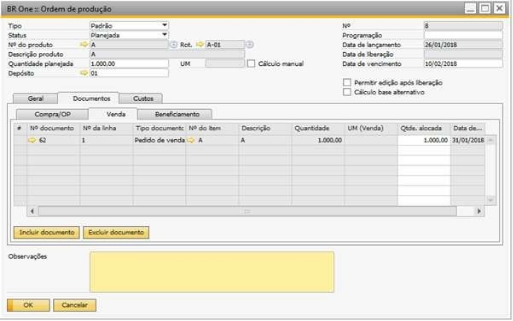 BR One :: Ordem de produção
Tipo Padrão Nº 8
Status Planejada Programação
Nº do produto A Rot. A-01 Data de lançamento 26/01/2018
Descrição produto A Data de liberação
Quantidade planejada 1.000,00 UM Cálculo manual Data de vencimento 10/02/2018
Depósito 01
Permitir edição após liberação
Cálculo base alternativo
Geral Documentos Custos
Compra/OP Venda Beneficiamento
# Nº documento Nº da linha Tipo documentc Nº do item Descrição Quantidade UM (Venda) Qtde. alocada Data de...
62 1 Pedido de venda A A 1.000,00 1.000,00 31/01/2018
Incluir documento Excluir documento
Observações
OK Cancelar